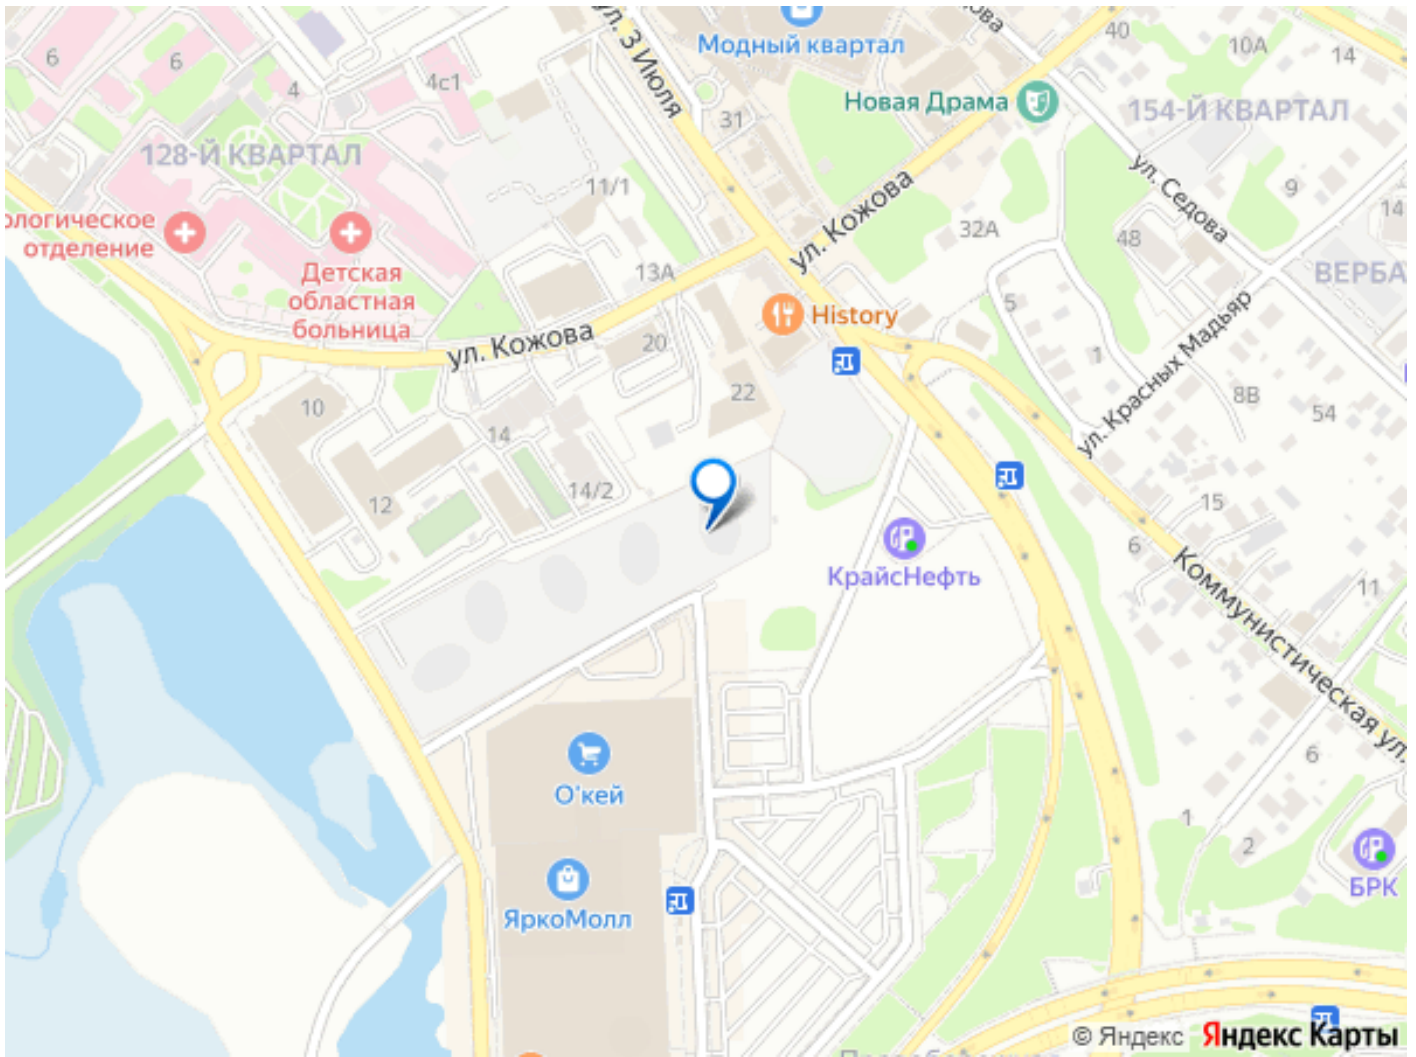 ул. 3 Июля
Модный квартал
40
10А
14
6
6
4
4с1
Новая Драма
31
154-Й КВАРТАЛ
128-Й КВАРТАЛ
ул. Седова
11/1
9
14
ул. Кожова
32А
48
ологическое
отделение
Детская
областная
больница
13А
ВЕРБА
5
History
ул. Кожова
20
1
ул. Красных Мадьяр
22
8В
54
10
14
12
14/2
15
КрайсНефть
6
11
Коммунистическая ул.
О'кей
6
1
2
БРК
ЯркоМолл
© Яндекс
Яндекс Карты